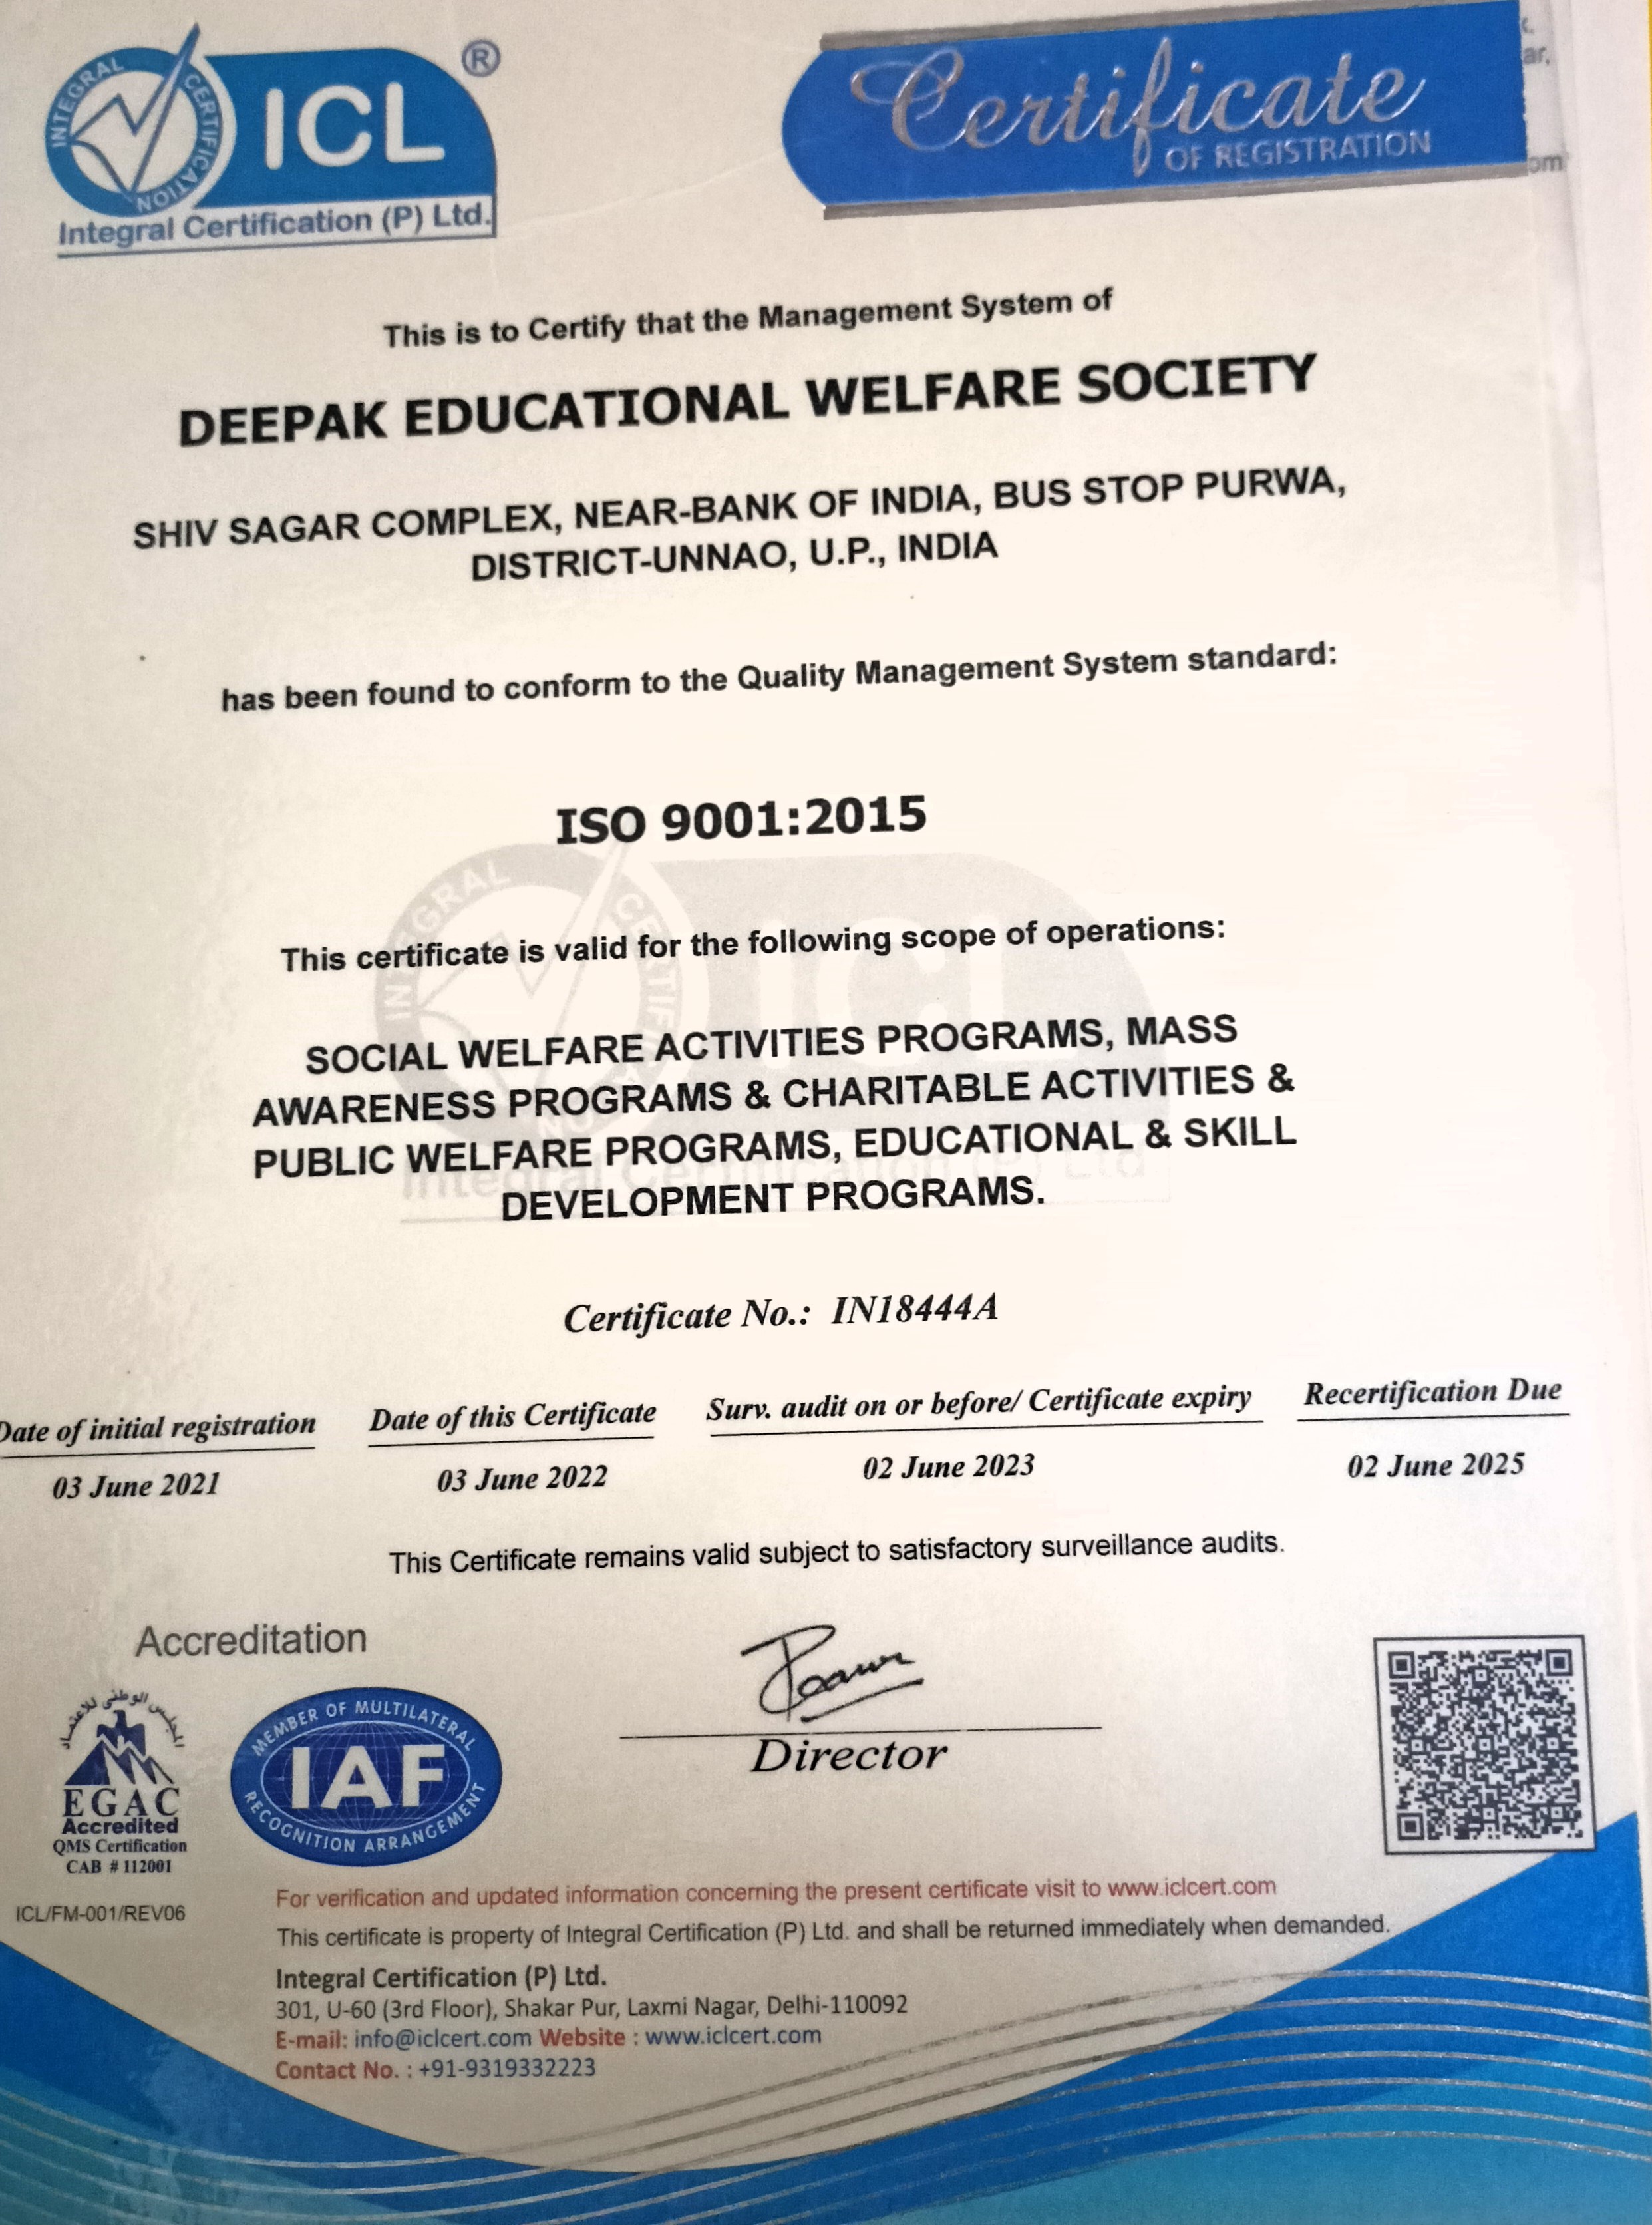 INTEGRAL CERTIFICATION
ICL ®
Integral Certification (P) Ltd.
Certificate
OF REGISTRATION
ar,
om
This is to Certify that the Management System of
DEEPAK EDUCATIONAL WELFARE SOCIETY
SHIV SAGAR COMPLEX, NEAR-BANK OF INDIA, BUS STOP PURWA,
DISTRICT-UNNAO, U.P., INDIA
has been found to conform to the Quality Management System standard:
ISO 9001:2015
This certificate is valid for the following scope of operations:
SOCIAL WELFARE ACTIVITIES PROGRAMS, MASS
AWARENESS PROGRAMS & CHARITABLE ACTIVITIES &
PUBLIC WELFARE PROGRAMS, EDUCATIONAL & SKILL
DEVELOPMENT PROGRAMS.
Certificate No.: IN18444A
Date of initial registration Date of this Certificate Surv. audit on or before/ Certificate expiry Recertification Due
03 June 2021 03 June 2022 02 June 2023 02 June 2025
This Certificate remains valid subject to satisfactory surveillance audits.
Accreditation
المجلس الوطنى للاعتماد
EGAC
Accredited
QMS Certification
CAB # 112001
MEMBER OF MULTILATERAL
IAF
RECOGNITION ARRANGEMENT
Director
ICL/FM-001/REV06
For verification and updated information concerning the present certificate visit to www.iclcert.com
This certificate is property of Integral Certification (P) Ltd. and shall be returned immediately when demanded.
Integral Certification (P) Ltd.
301, U-60 (3rd Floor), Shakar Pur, Laxmi Nagar, Delhi-110092
E-mail: info@iclcert.com Website : www.iclcert.com
Contact No. : +91-9319332223